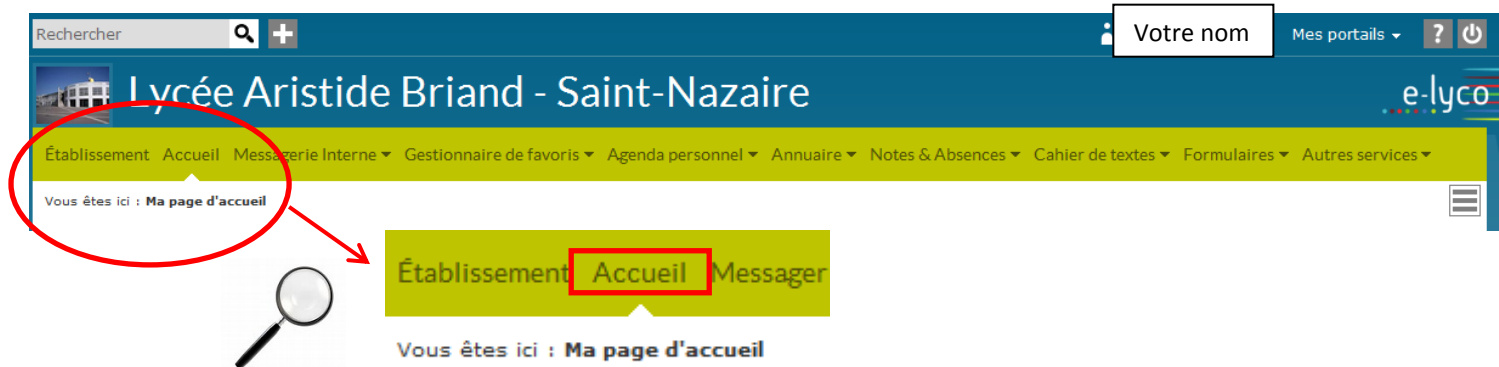 Rechercher Votre nom Mes portails ?
Lycée Aristide Briand - Saint-Nazaire e-lyco
Établissement Accueil Messagerie Interne Gestionnaire de favoris Agenda personnel Annuaire Notes & Absences Cahier de textes Formulaires Autres services
Vous êtes ici : Ma page d'accueil
Établissement Accueil Messager
Vous êtes ici : Ma page d'accueil